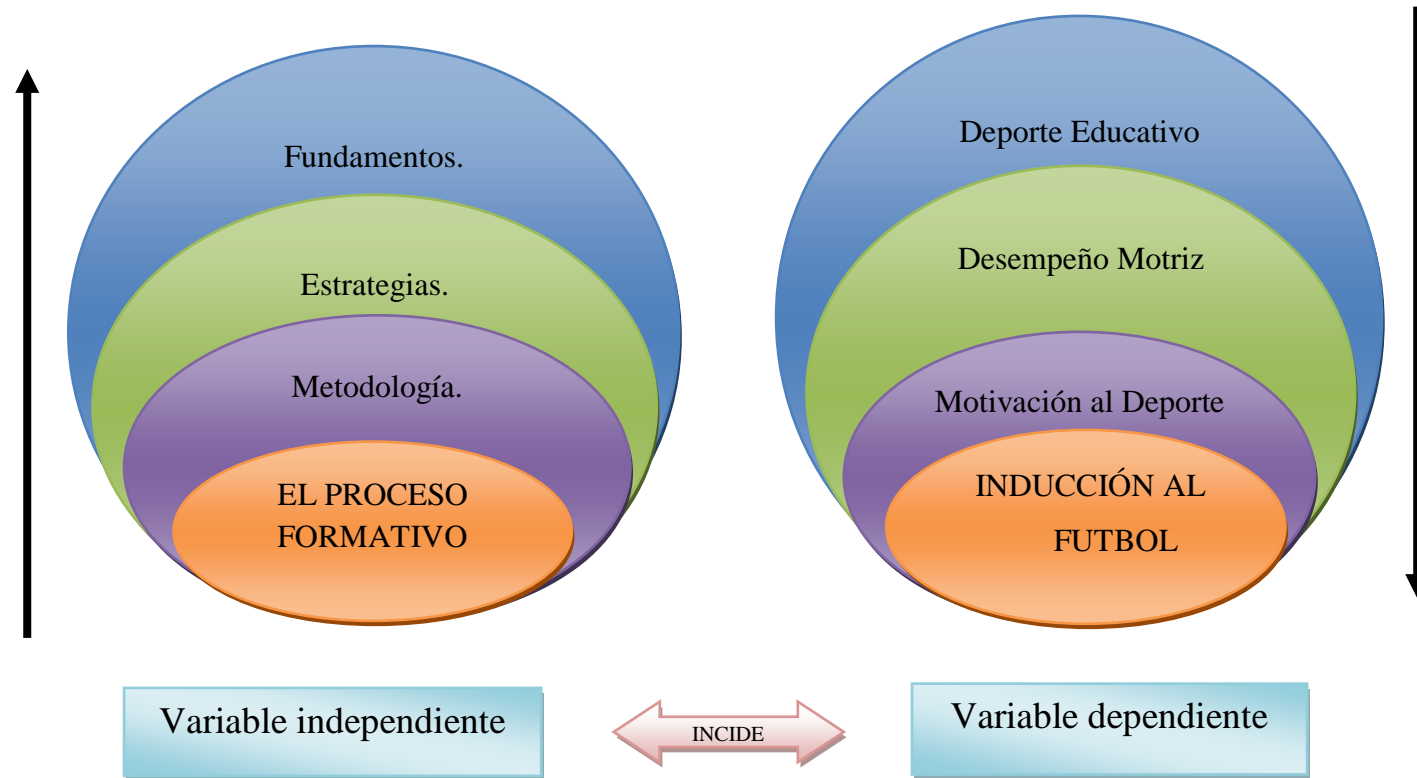 Fundamentos.
Estrategias.
Metodología.
EL PROCESO
FORMATIVO
Deporte Educativo
Desempeño Motriz
Motivación al Deporte
INDUCCIÓN AL
FUTBOL
Variable independiente
INCIDE
Variable dependiente